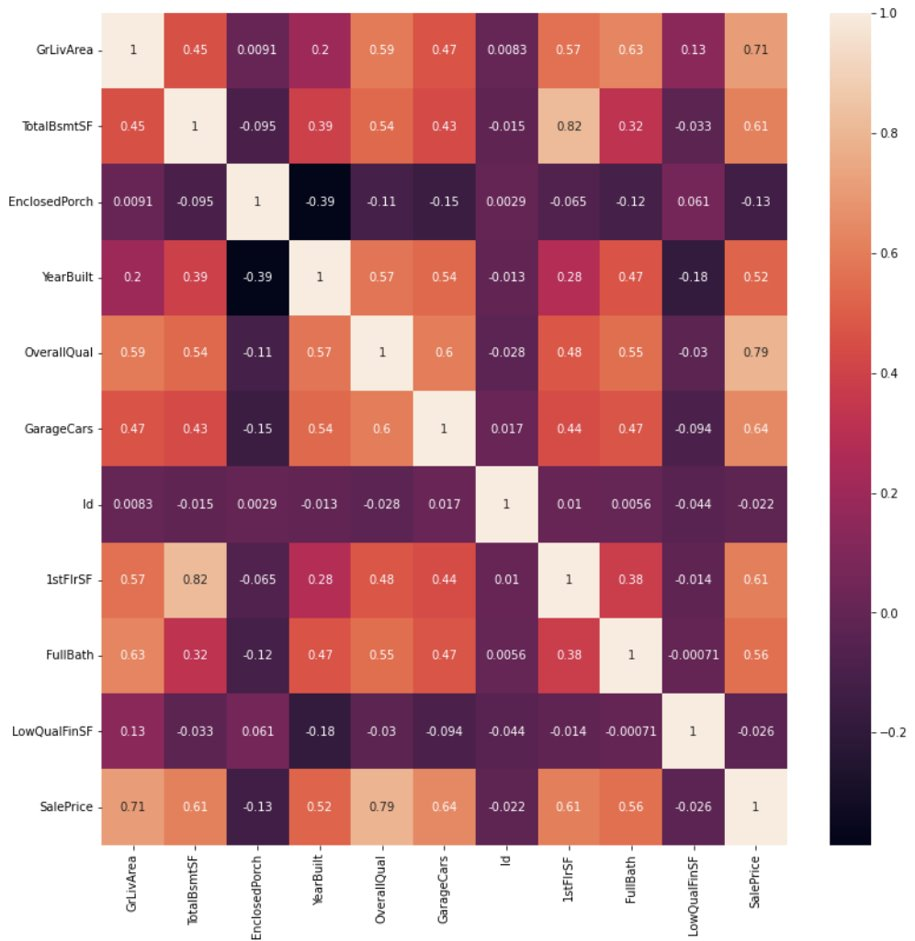 GrLivArea 1 0.45 0.0091 0.2 0.59 0.47 0.0083 0.57 0.63 0.13 0.71
TotalBsmtSF 0.45 1 -0.095 0.39 0.54 0.43 -0.015 0.82 0.32 -0.033 0.61
EnclosedPorch 0.0091 -0.095 1 -0.39 -0.11 -0.15 0.0029 -0.065 -0.12 0.061 -0.13
YearBuilt 0.2 0.39 -0.39 1 0.57 0.54 -0.013 0.28 0.47 -0.18 0.52
OverallQual 0.59 0.54 -0.11 0.57 1 0.6 -0.028 0.48 0.55 -0.03 0.79
GarageCars 0.47 0.43 -0.15 0.54 0.6 1 0.017 0.44 0.47 -0.094 0.64
Id 0.0083 -0.015 0.0029 -0.013 -0.028 0.017 1 0.01 0.0056 -0.044 -0.022
1stFlrSF 0.57 0.82 -0.065 0.28 0.48 0.44 0.01 1 0.38 -0.014 0.61
FullBath 0.63 0.32 -0.12 0.47 0.55 0.47 0.0056 0.38 1 -0.00071 0.56
LowQualFinSF 0.13 -0.033 0.061 -0.18 -0.03 -0.094 -0.044 -0.014 -0.00071 1 -0.026
SalePrice 0.71 0.61 -0.13 0.52 0.79 0.64 -0.022 0.61 0.56 -0.026 1
GrLivArea TotalBsmtSF EnclosedPorch YearBuilt OverallQual GarageCars Id 1stFlrSF FullBath LowQualFinSF SalePrice
1.0
0.8
0.6
0.4
0.2
0.0
−0.2